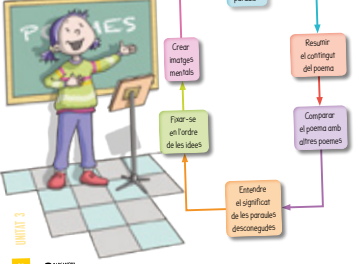 POEMES
Crear
imatges
mentals
Resumir
el contingut
del poema
Fixar-se
en l'ordre
de les idees
Comparar
el poema amb
altres poemes
Entendre
el significat
de les paraules
desconegudes
UNITAT 3